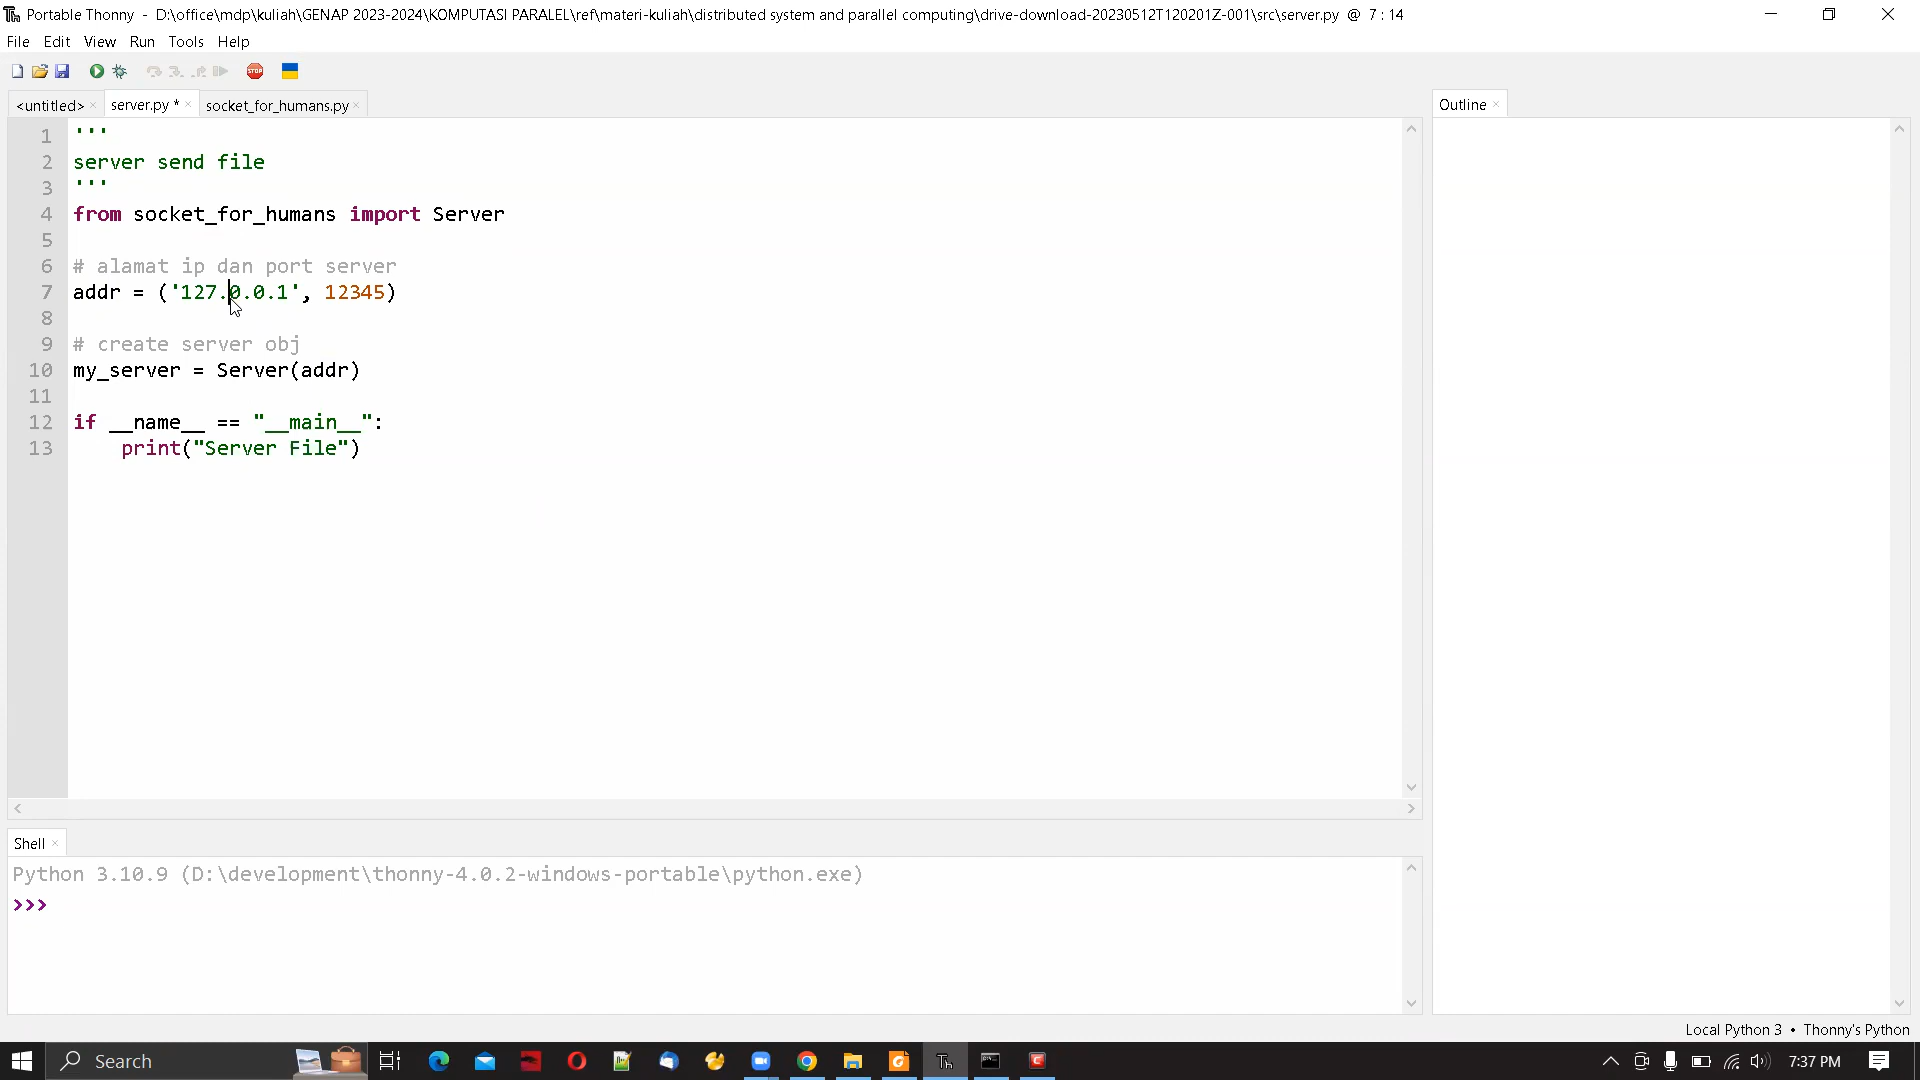 Th Portable Thonny - D:\office\mdp\kuliah\GENAP 2023-2024\KOMPUTASI PARALEL\ref\materi-kuliah\distributed system and parallel computing\drive-download-20230512T120201Z-001\src\server.py @ 7 : 14
File Edit View Run Tools Help
STOP
<untitled> × server.py * × socket_for_humans.py × Outline ×
1 '''
2 server send file
3 '''
4 from socket_for_humans import Server
5
6 # alamat ip dan port server
7 addr = ('127.0.0.1', 12345)
8
9 # create server obj
10 my_server = Server(addr)
11
12 if __name__ == "__main__":
13 print("Server File")
Shell ×
Python 3.10.9 (D:\development\thonny-4.0.2-windows-portable\python.exe)
>>>
Local Python 3 • Thonny's Python
Search Th 7:37 PM